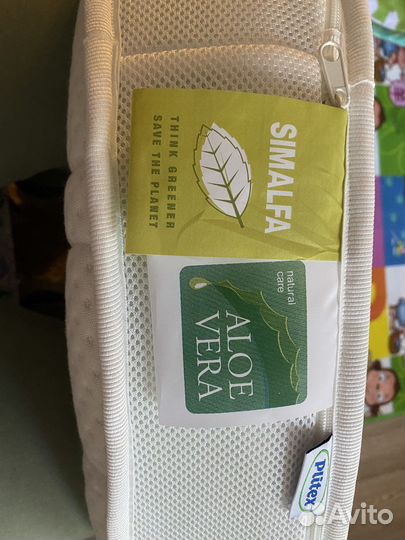 SIMALFA
THINK GREENER
SAVE THE PLANET
natural
care
ALOE
VERA
Plitex
Avito